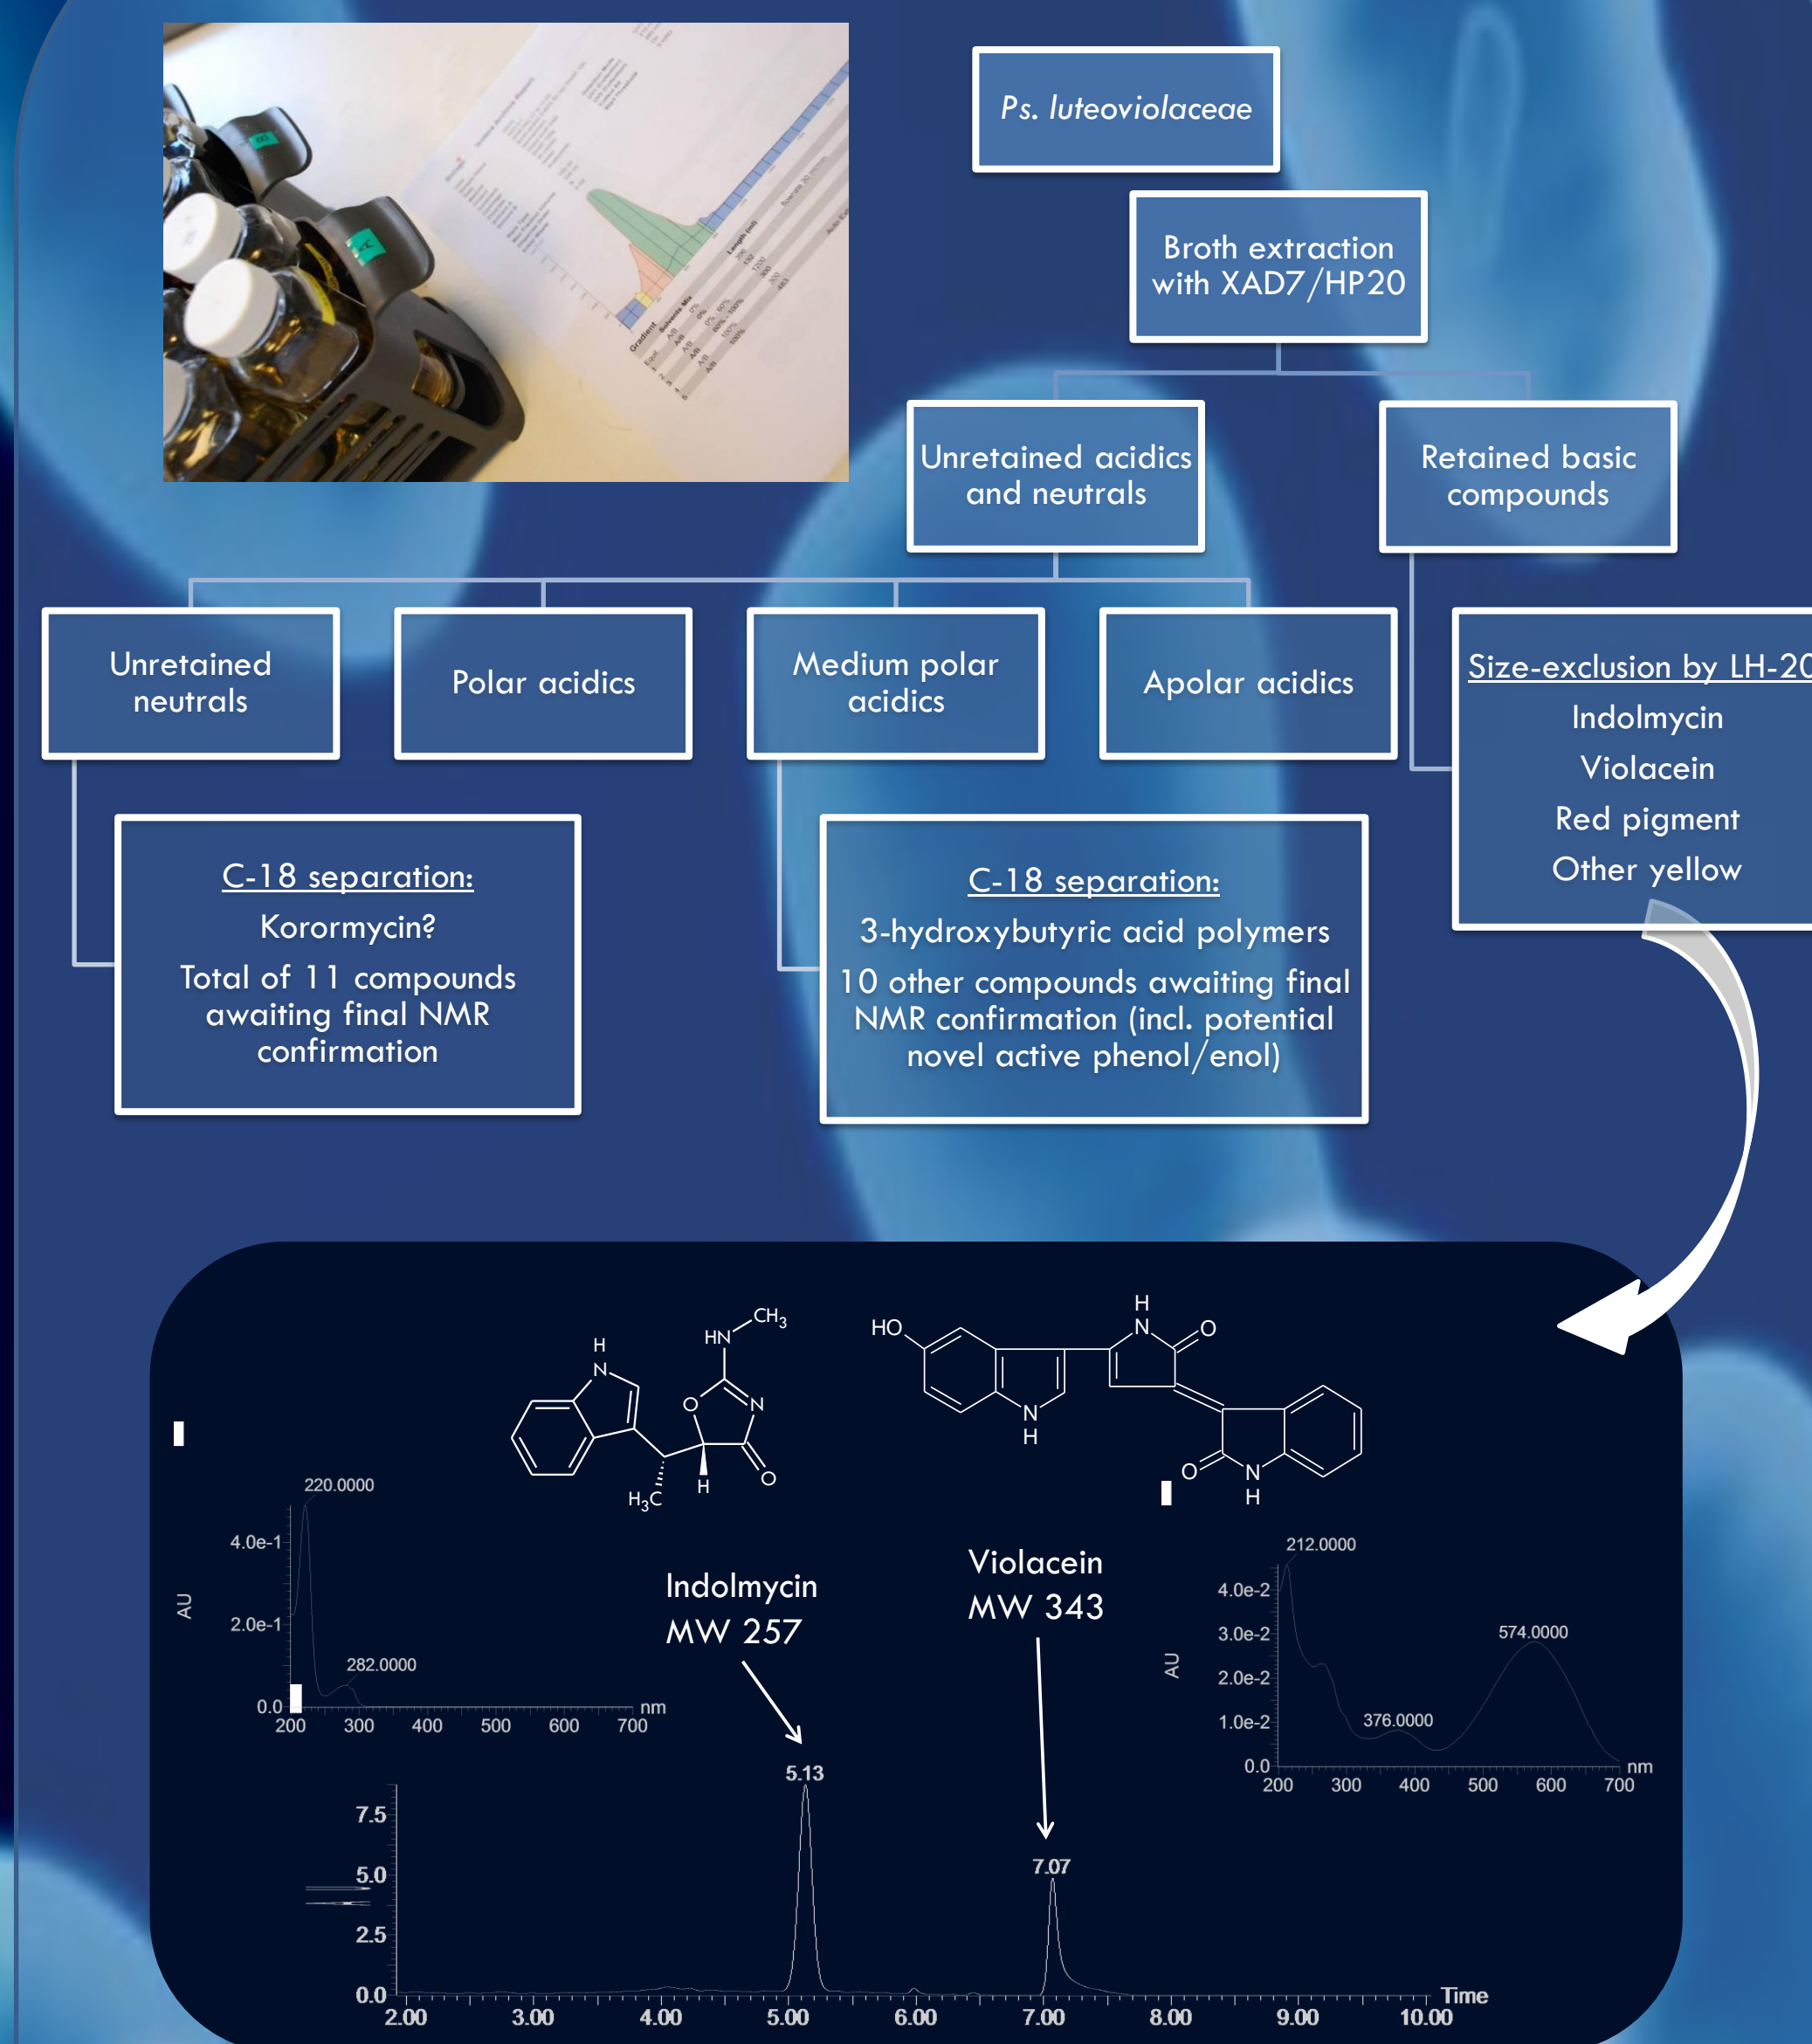 Ps. luteoviolaceae
Broth extraction
with XAD7/HP20
Unretained acidics
and neutrals
Retained basic
compounds
Unretained
neutrals
Polar acidics
Medium polar
acidics
Apolar acidics
Size-exclusion by LH-20
Indolmycin
Violacein
Red pigment
Other yellow
C-18 separation:
Korormycin?
Total of 11 compounds
awaiting final NMR
confirmation
C-18 separation:
3-hydroxybutyric acid polymers
10 other compounds awaiting final
NMR confirmation (incl. potential
novel active phenol/enol)
H
N
HN
CH3
O
N
O
H
H3C
HO
H
N
O
N
H
O
N
H
220.0000
4.0e-1
AU
2.0e-1
282.0000
0.0
200 300 400 500 600 700 nm
Indolmycin
MW 257
Violacein
MW 343
212.0000
4.0e-2
3.0e-2
574.0000
AU
2.0e-2
1.0e-2
376.0000
0.0
200 300 400 500 600 700 nm
5.13
7.07
7.5
5.0
2.5
0.0
Time
2.00 3.00 4.00 5.00 6.00 7.00 8.00 9.00 10.00
Gradient
Solvents Mix
Length (ml)